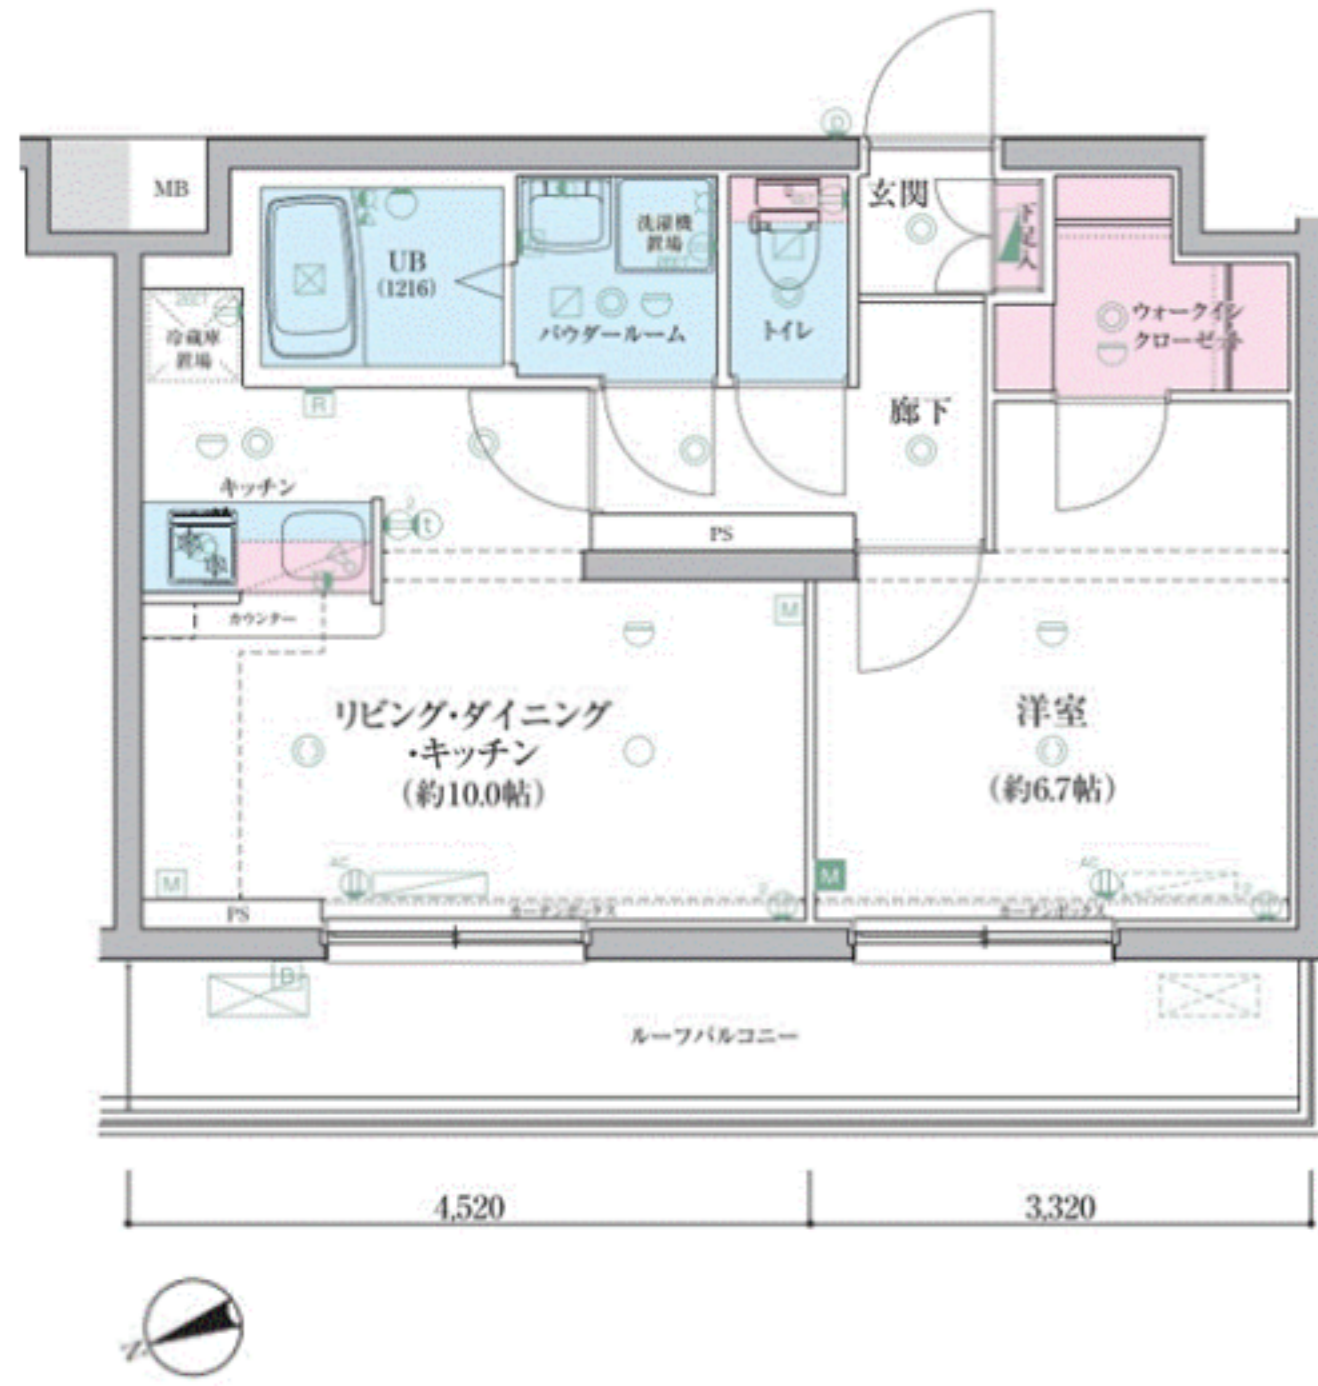 MB
UB
(1216)
洗濯機
置場
パウダールーム
トイレ
玄関
下足入
ウォークイン
クローゼット
冷蔵庫
置場
R
廊下
キッチン
2
t
PS
カウンター
M
リビング・ダイニング
・キッチン
(約10.0帖)
洋室
(約6.7帖)
AC
M
M
AC
2
2
PS
カーテンボックス
カーテンボックス
D
ルーフバルコニー
4,520
3,320
N